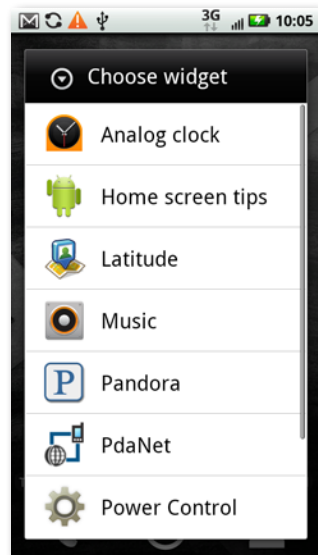 3G 10:05
Choose widget
Analog clock
Home screen tips
Latitude
Music
P Pandora
PdaNet
Power Control